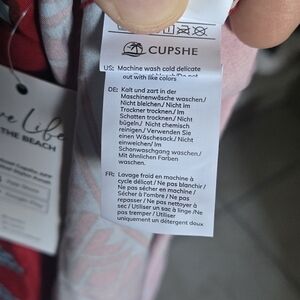 CUPSHE
US: Machine wash cold delicate
out with like colors
DE: Kalt und zart in der
Maschinenwäsche waschen./
Nicht bleichen./ Nicht im
Trockner trocknen./ Im
Schatten trocknen./ Nicht
bügeln./ Nicht chemisch
reinigen./ Verwenden Sie
einen Wäschesack./ Nicht
einweichen/ Im
Schonwaschgang waschen./
Mit ähnlichen Farben
waschen.
FR: Lavage froid en machine à
cycle délicat / Ne pas blanchir /
Ne pas sécher en machine /
Sécher à l'ombre / Ne pas
repasser / Ne pas nettoyer à
sec / Utiliser un sac à linge /Ne
pas tremper / Utiliser
uniquement un détergent doux
Life
THE BEACH